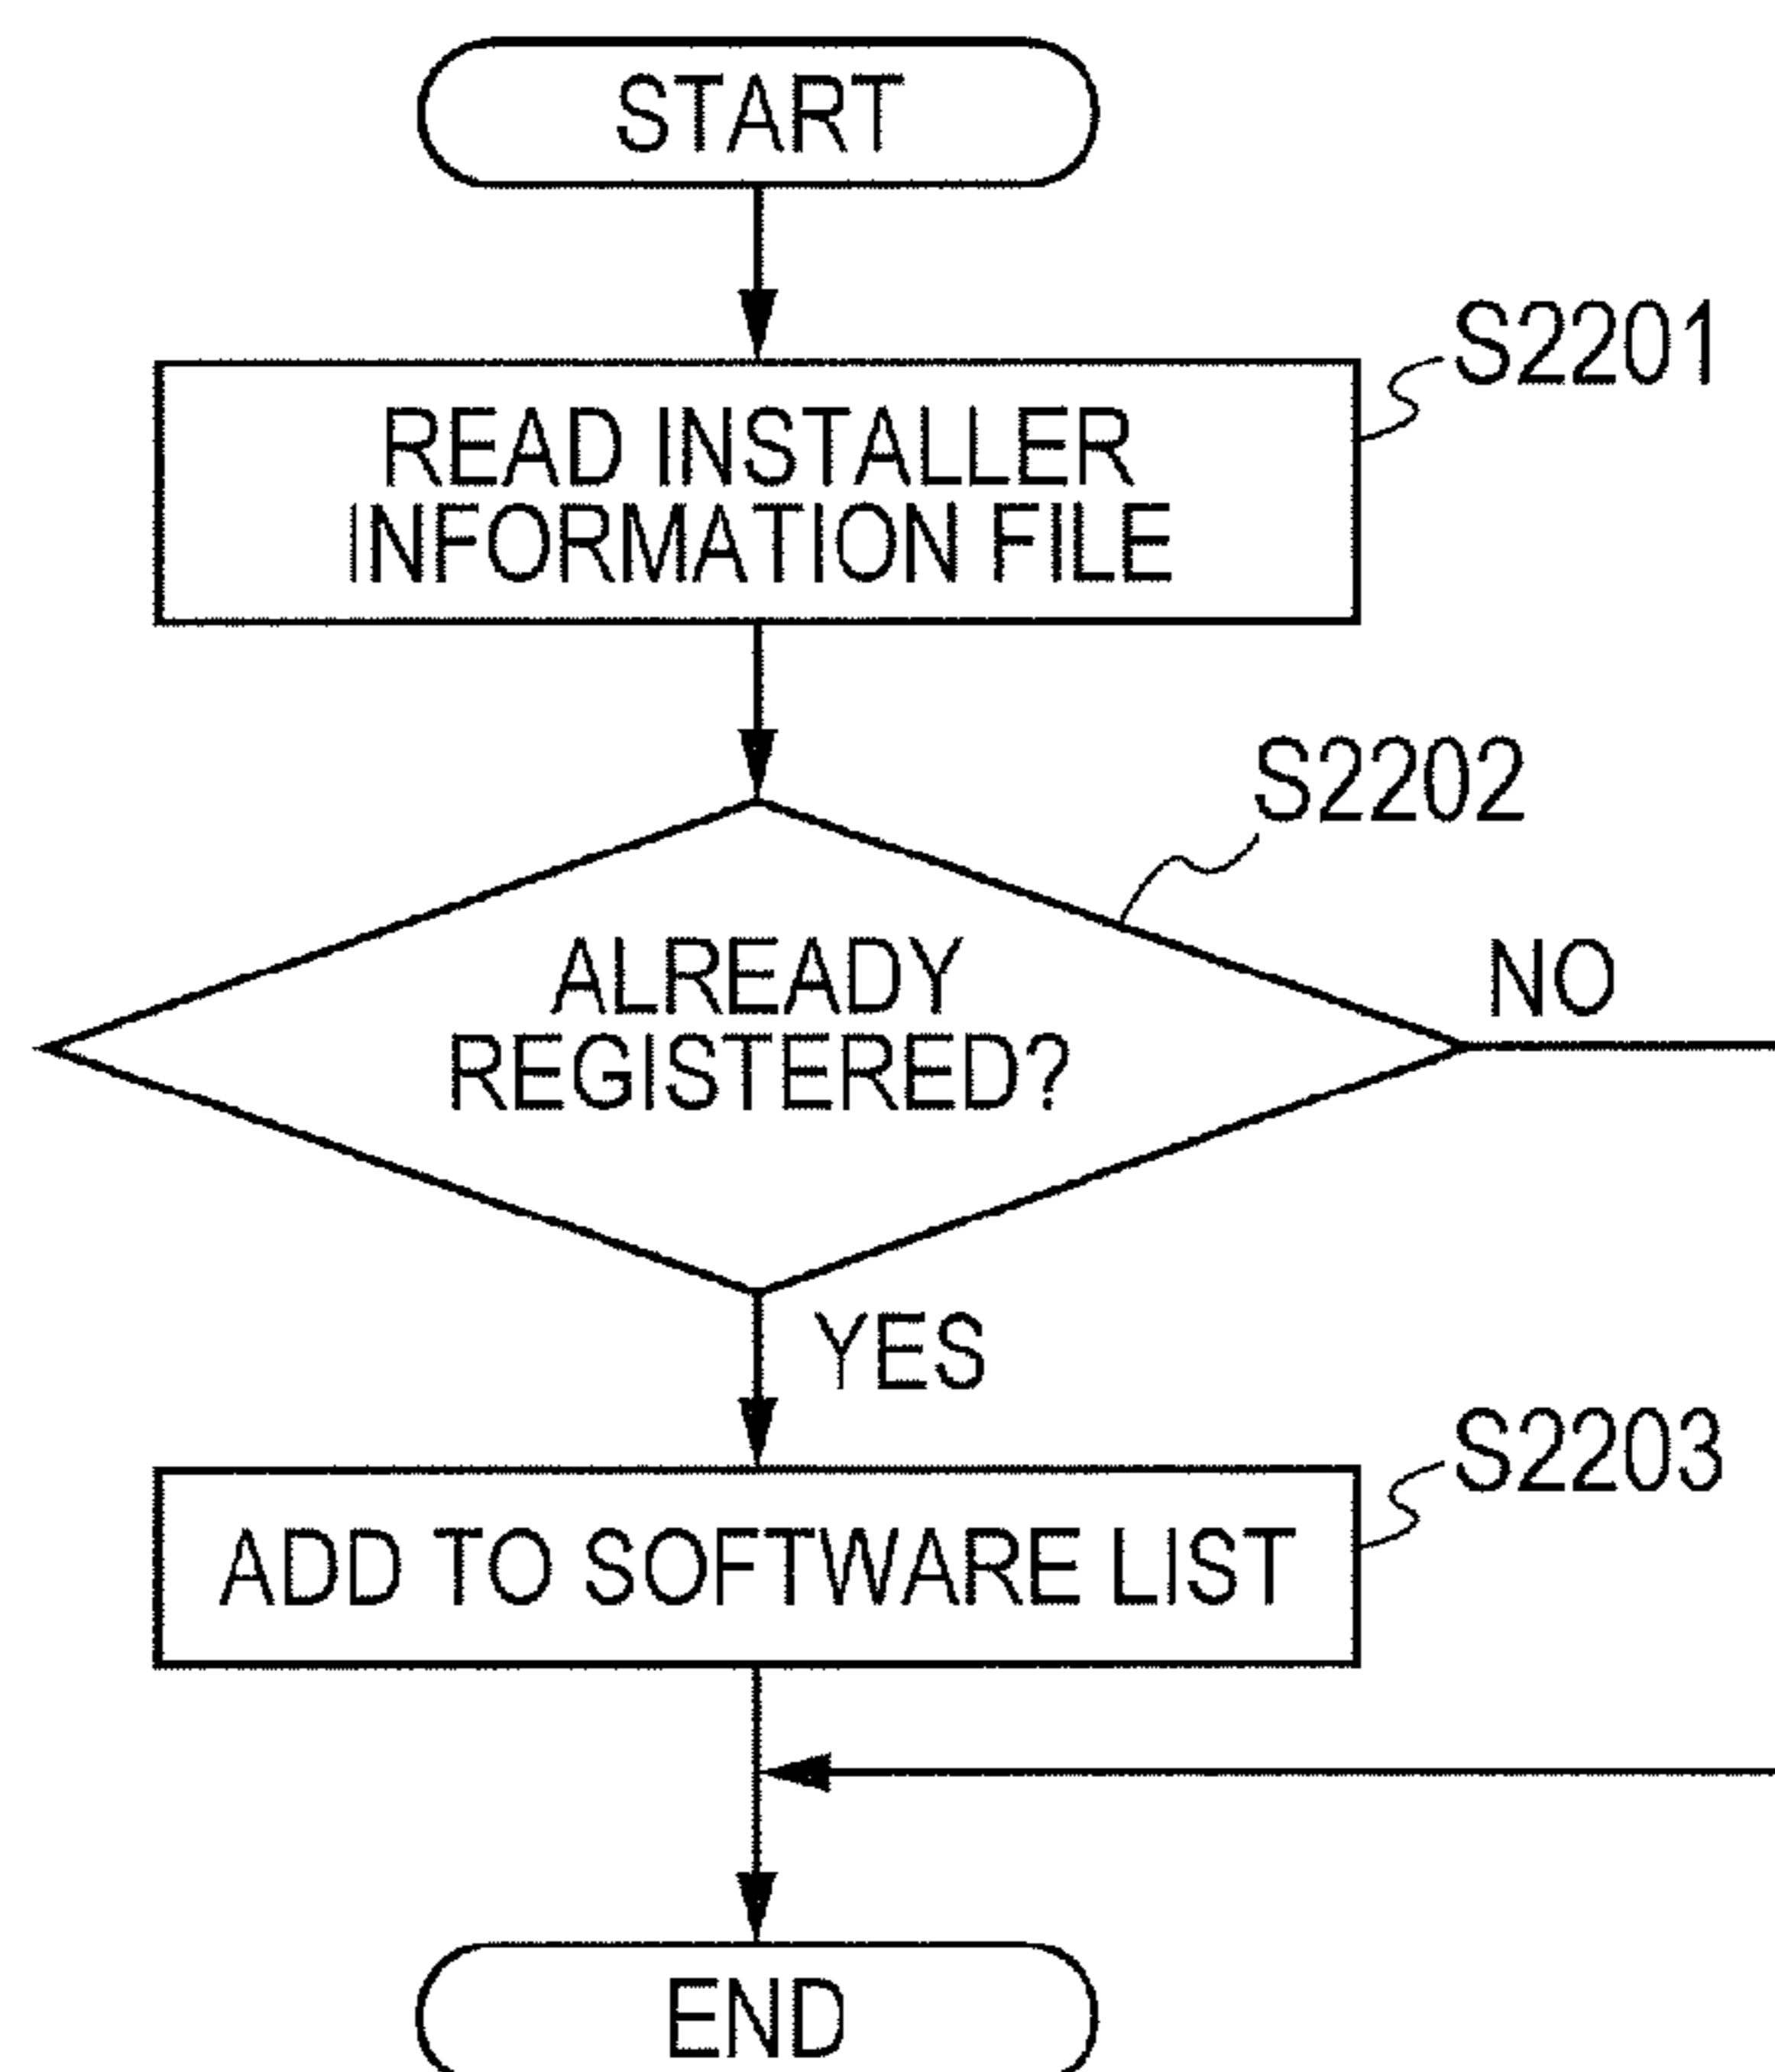 START
S2201
READ INSTALLER
INFORMATION FILE
S2202
ALREADY
REGISTERED?
NO
YES
S2203
ADD TO SOFTWARE LIST
END